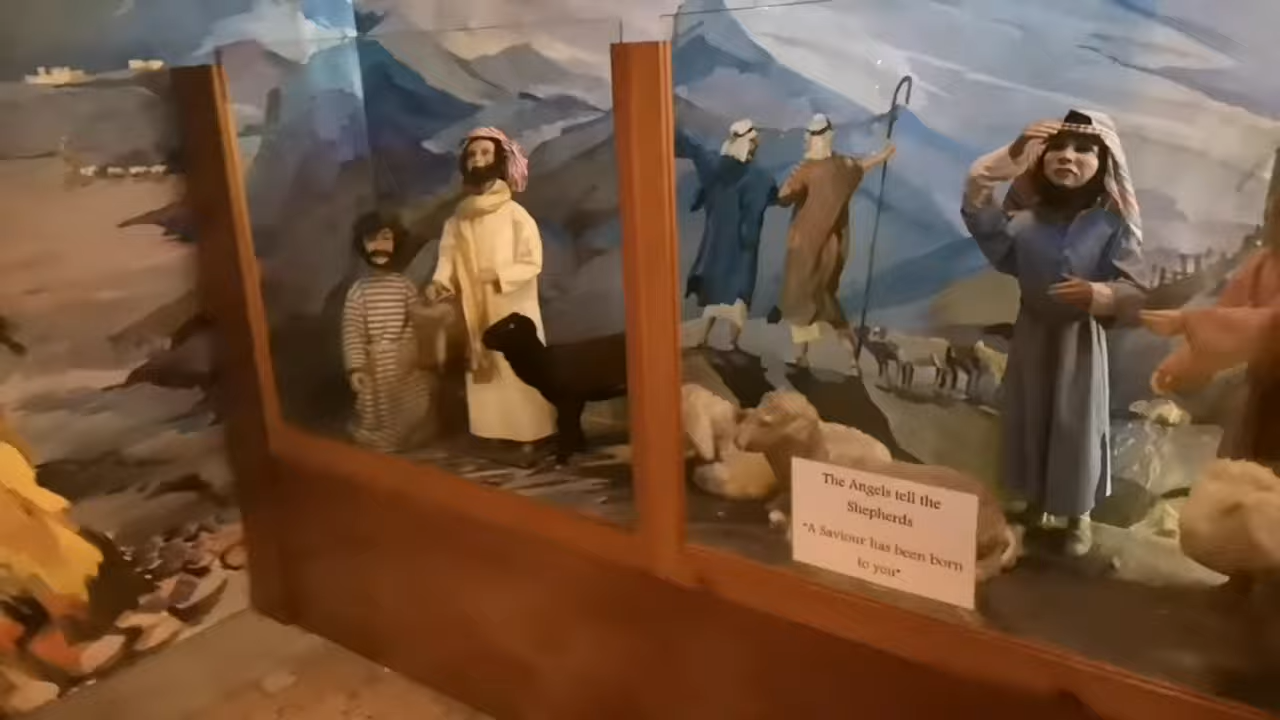 The Angels tell the
Shepherds
"A Saviour has been born
to you"